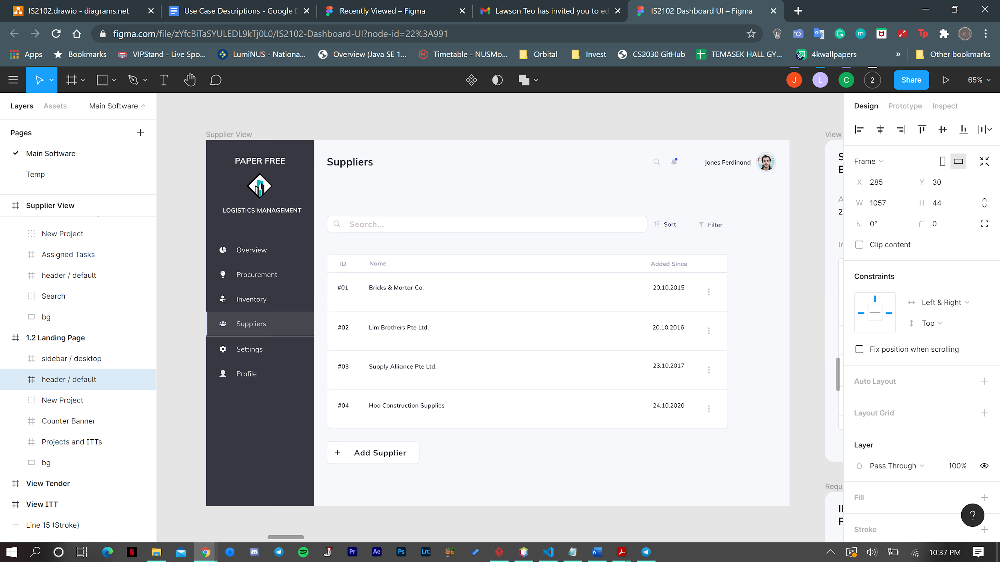 IS2102.drawio - diagrams.net
Use Case Descriptions - Google D
Recently Viewed – Figma
Lawson Teo has invited you to ed
IS2102 Dashboard UI – Figma
figma.com/file/zYfcBiTaSYULEDL9kTj0L0/IS2102-Dashboard-UI?node-id=22%3A991
Apps
Bookmarks
VIPStand - Live Spo...
LumiNUS - Nationa...
Overview (Java SE 1...
Timetable - NUSMo...
Orbital
Invest
CS2030 GitHub
TEMASEK HALL GY...
4kwallpapers
»
Other bookmarks
J
L
C
2
Share
65%
Layers
Assets
Main Software
Pages
Main Software
Temp
Supplier View
New Project
Assigned Tasks
header / default
Search
bg
1.2 Landing Page
sidebar / desktop
header / default
New Project
Counter Banner
Projects and ITTs
bg
View Tender
View ITT
Line 15 (Stroke)
Supplier View
PAPER FREE
LOGISTICS MANAGEMENT
Overview
Procurement
Inventory
Suppliers
Settings
Profile
Suppliers
Jones Ferdinand
Search...
Sort
Filter
ID Name Added Since
#01 Bricks & Mortar Co. 20.10.2015
#02 Lim Brothers Pte Ltd. 20.10.2016
#03 Supply Alliance Pte Ltd. 23.10.2017
#04 Hoo Construction Supplies 24.10.2020
+ Add Supplier
View
S
B
A
2
In
Requ
R
Design
Prototype
Inspect
Frame
X 285 Y 30
W 1057 H 44
0° 0
Clip content
Constraints
Left & Right
Top
Fix position when scrolling
Auto Layout
Layout Grid
Layer
Pass Through 100%
Fill
?
Stroke
Pr
Ae
Ps
LrC
10:37 PM